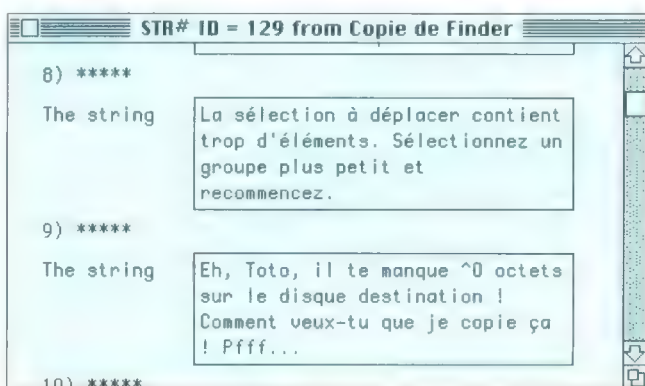 STR# ID = 129 from Copie de Finder
8) *****
The string
La sélection à déplacer contient
trop d'éléments. Sélectionnez un
groupe plus petit et
recommencez.
9) *****
The string
Eh, Toto, il te manque ^0 octets
sur le disque destination !
Comment veux-tu que je copie ça
! Pfff...
10) *****